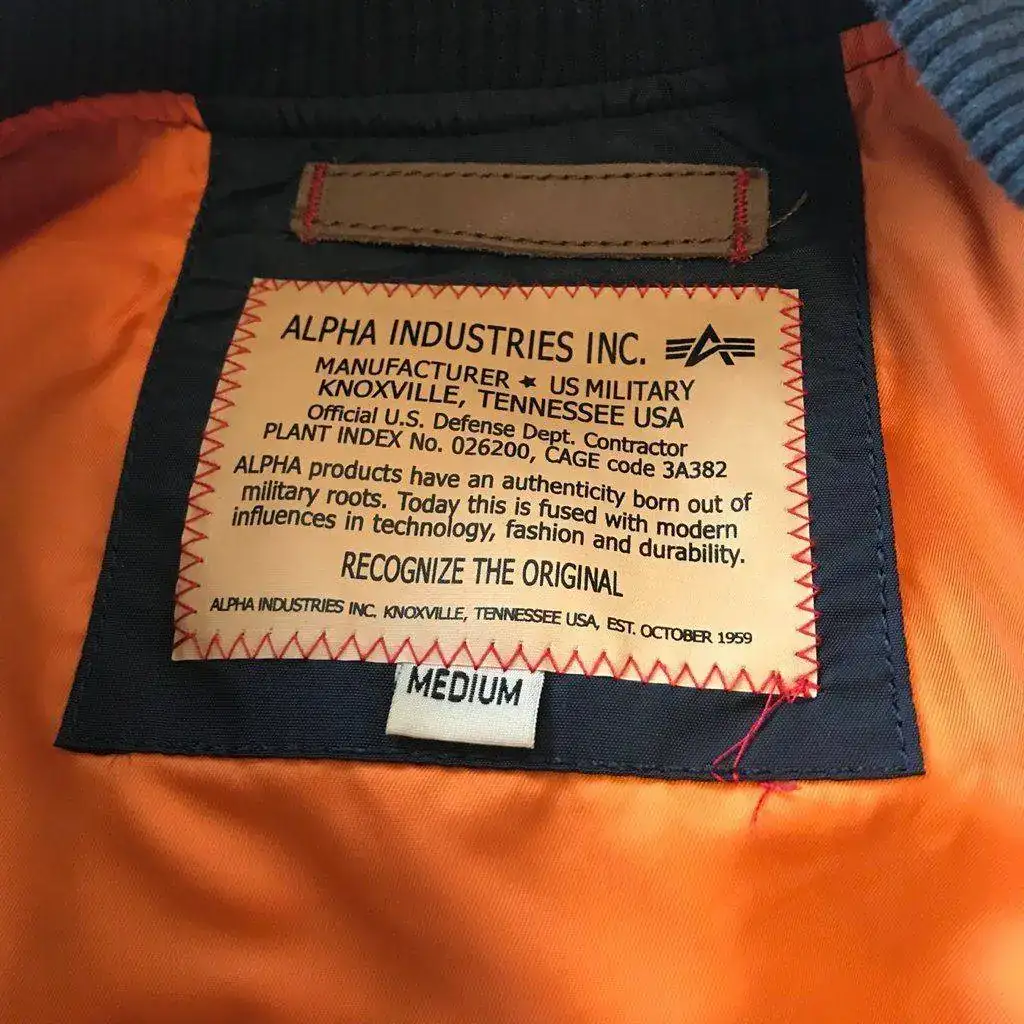 ALPHA INDUSTRIES INC.
MANUFACTURER ★ US MILITARY
KNOXVILLE, TENNESSEE USA
Official U.S. Defense Dept. Contractor
PLANT INDEX No. 026200, CAGE code 3A382
ALPHA products have an authenticity born out of
military roots. Today this is fused with modern
influences in technology, fashion and durability.
RECOGNIZE THE ORIGINAL
ALPHA INDUSTRIES INC. KNOXVILLE, TENNESSEE USA, EST. OCTOBER 1959
MEDIUM